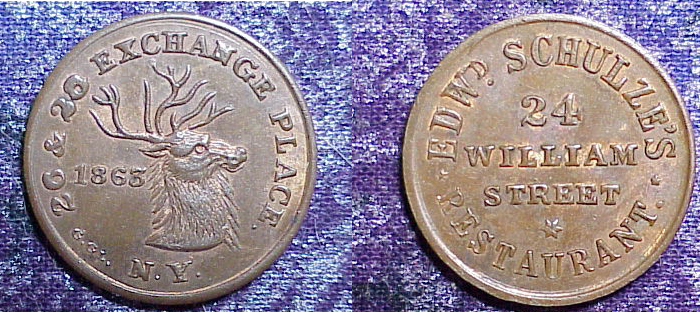 26 & 28 EXCHANGE PLACE.
1863
N.Y.
EDWD. SCHULZE'S
24
WILLIAM
STREET
RESTAURANT.